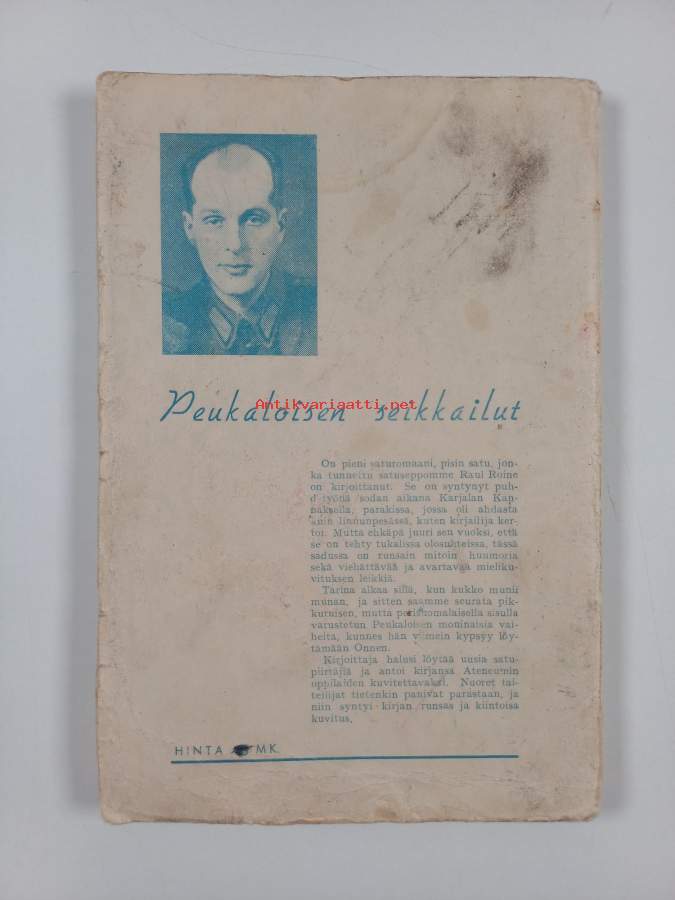 Peukaloisen seikkailut
Antikvariaatti.net
On pieni saturomaani, pisin satu, jon-
ka tunnettu satuseppomme Raul Roine
on kirjoittanut. Se on syntynyt puh-
detyönä sodan aikana Karjalan Kan-
naksella, parakissa, jossa oli ahdasta
kuin linnunpesässä, kuten kirjailija ker-
toi. Mutta ehkäpä juuri sen vuoksi, että
se on tehty tukalissa olosuhteissa, tässä
sadussa on runsain mitoin huumoria
sekä viehättävää ja avartavaa mieliku-
vituksen leikkiä.
Tarina alkaa siitä, kun kukko munii
munan, ja sitten saamme seurata pik-
kuruisen, mutta perisuomalaisella sisulla
varustetun Peukaloisen moninaisia vai-
heita, kunnes hän viimein kypsyy löy-
tämään Onnen.
Kirjoittaja halusi löytää uusia satu-
piirtäjiä ja antoi kirjansa Ateneumin
oppilaiden kuvitettavaksi. Nuoret tai-
teilijat tietenkin panivat parastaan, ja
niin syntyi kirjan runsas ja kiintoisa
kuvitus.
HINTA MK.